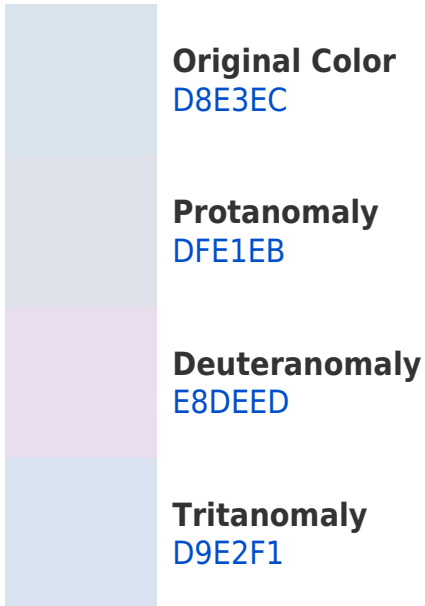 Original Color
D8E3EC
Protanomaly
DFE1EB
Deuteranomaly
E8DEED
Tritanomaly
D9E2F1